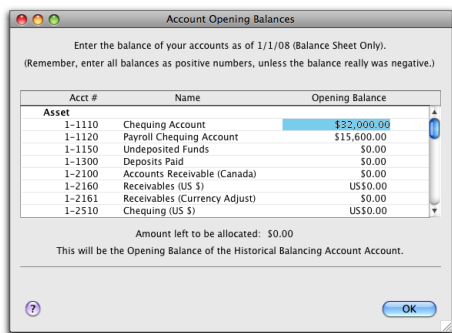 Account Opening Balances
Enter the balance of your accounts as of 1/1/08 (Balance Sheet Only).
(Remember, enter all balances as positive numbers, unless the balance really was negative.)
Acct # Name Opening Balance
Asset
1-1110 Chequing Account $32,000.00
1-1120 Payroll Chequing Account $15,600.00
1-1150 Undeposited Funds $0.00
1-1300 Deposits Paid $0.00
1-2100 Accounts Receivable (Canada) $0.00
1-2160 Receivables (US $) US$0.00
1-2161 Receivables (Currency Adjust) $0.00
1-2510 Chequing (US $) US$0.00
Amount left to be allocated: $0.00
This will be the Opening Balance of the Historical Balancing Account Account.
?
OK